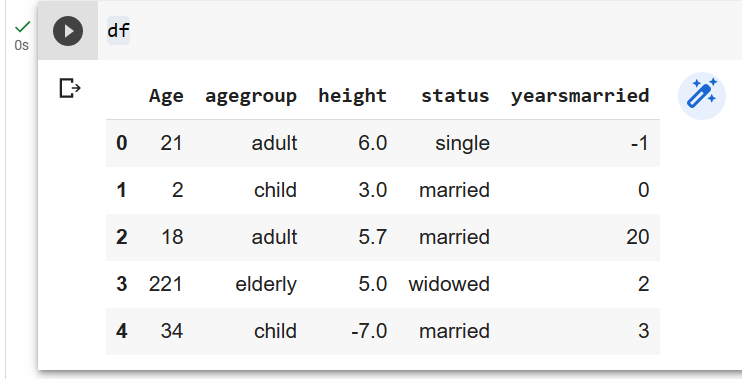 df
0s
Age agegroup height status yearsmarried
0 21 adult 6.0 single -1
1 2 child 3.0 married 0
2 18 adult 5.7 married 20
3 221 elderly 5.0 widowed 2
4 34 child -7.0 married 3